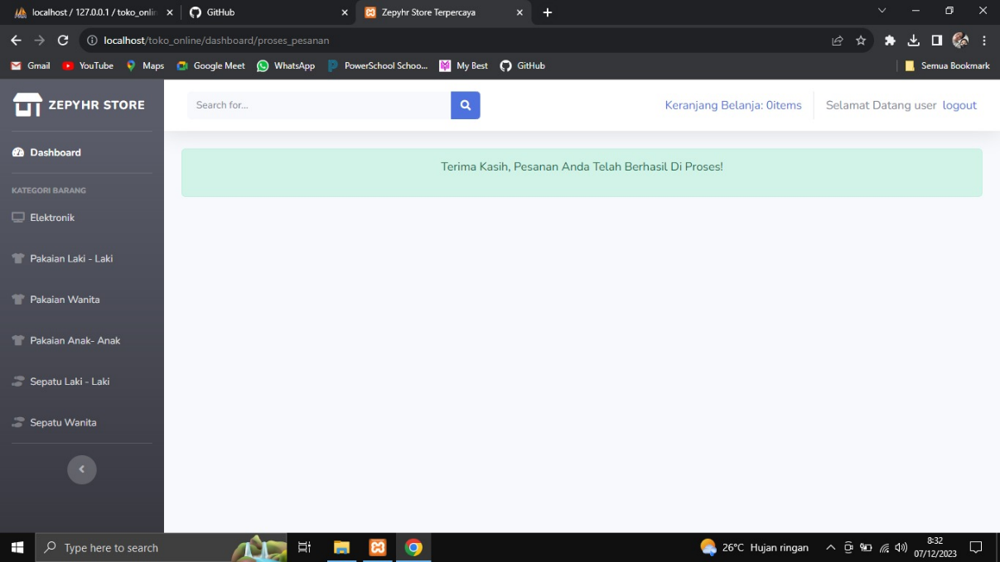 localhost / 127.0.0.1 / toko_onlin
GitHub
Zepyhr Store Terpercaya
localhost/toko_online/dashboard/proses_pesanan
Gmail YouTube Maps Google Meet WhatsApp PowerSchool Schoo... My Best GitHub Semua Bookmark
ZEPYHR STORE
Search for...
Keranjang Belanja: 0items
Selamat Datang user logout
Dashboard
Terima Kasih, Pesanan Anda Telah Berhasil Di Proses!
KATEGORI BARANG
Elektronik
Pakaian Laki - Laki
Pakaian Wanita
Pakaian Anak- Anak
Sepatu Laki - Laki
Sepatu Wanita
Type here to search
26°C Hujan ringan
8:32
07/12/2023